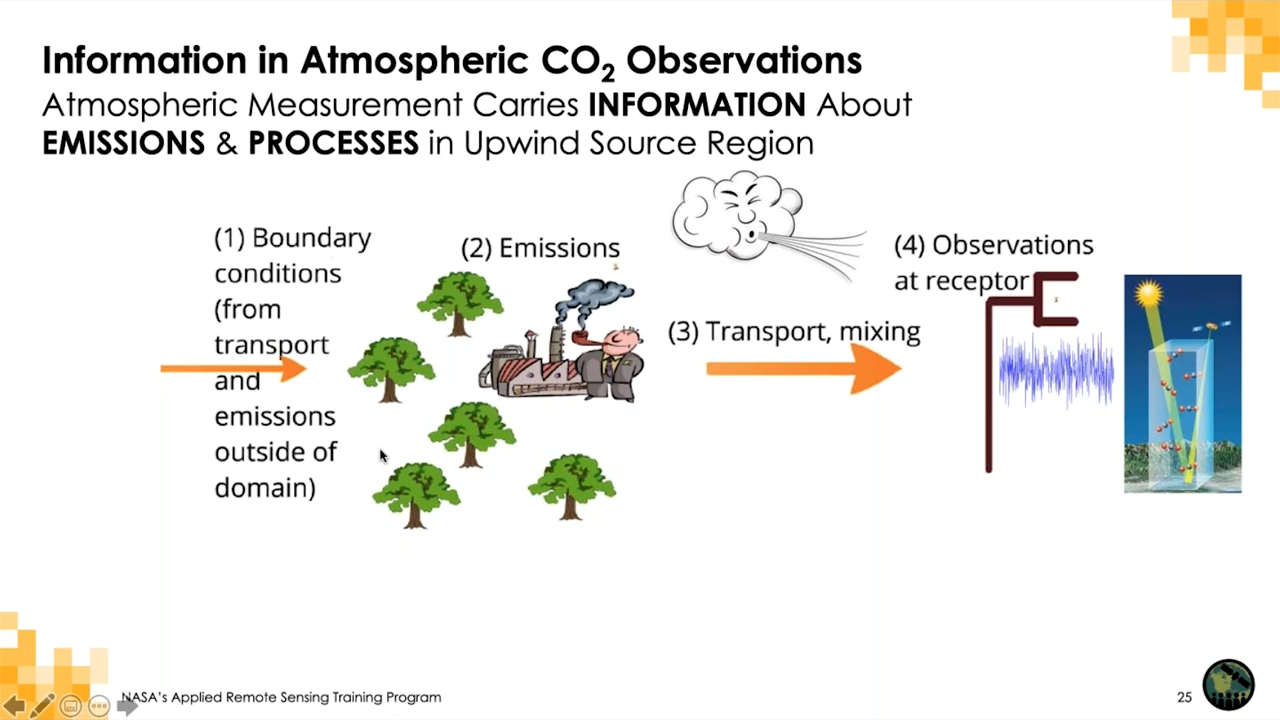 Information in Atmospheric CO₂ Observations
Atmospheric Measurement Carries INFORMATION About
EMISSIONS & PROCESSES in Upwind Source Region
(1) Boundary
conditions
(from
transport
and
emissions
outside of
domain)
(2) Emissions
(3) Transport, mixing
(4) Observations
at receptor
NASA's Applied Remote Sensing Training Program
25